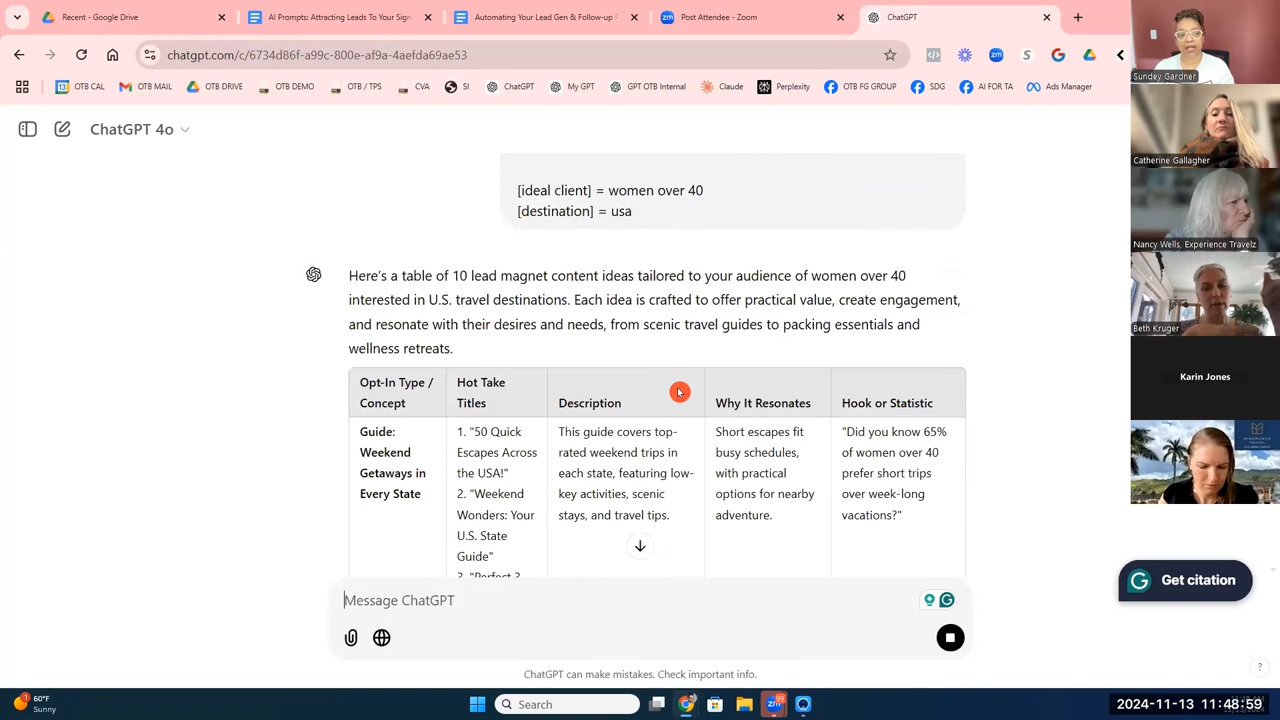 Recent - Google Drive
AI Prompts: Attracting Leads To Your Sign
Automating Your Lead Gen & Follow-up F
zm Post Attendee - Zoom
ChatGPT
chatgpt.com/c/6734d86f-a99c-800e-af9a-4aefda69ae53
OTB CAL
OTB MAIL
OTB DRIVE
OTB DEMO
OTB / TPS
CVA
ChatGPT
My GPT
GPT OTB Internal
Claude
Perplexity
OTB FG GROUP
SDG
AI FOR TA
Ads Manager
ChatGPT 4o
[ideal client] = women over 40
[destination] = usa
Here's a table of 10 lead magnet content ideas tailored to your audience of women over 40
interested in U.S. travel destinations. Each idea is crafted to offer practical value, create engagement,
and resonate with their desires and needs, from scenic travel guides to packing essentials and
wellness retreats.
Opt-In Type /
Concept
Hot Take
Titles
Description
Why It Resonates
Hook or Statistic
Guide:
Weekend
Getaways in
Every State
1. "50 Quick
Escapes Across
the USA!"
2. "Weekend
Wonders: Your
U.S. State
Guide"
3. "Perfect 3
This guide covers top-
rated weekend trips in
each state, featuring low-
key activities, scenic
stays, and travel tips.
Short escapes fit
busy schedules,
with practical
options for nearby
adventure.
"Did you know 65%
of women over 40
prefer short trips
over week-long
vacations?"
Message ChatGPT
ChatGPT can make mistakes. Check important info.
?
Sundey Gardner
Catherine Gallagher
Nancy Wells, Experience Travelz
Beth Kruger
Karin Jones
Get citation
60°F
Sunny
Search
2024-11-13 11:48:59